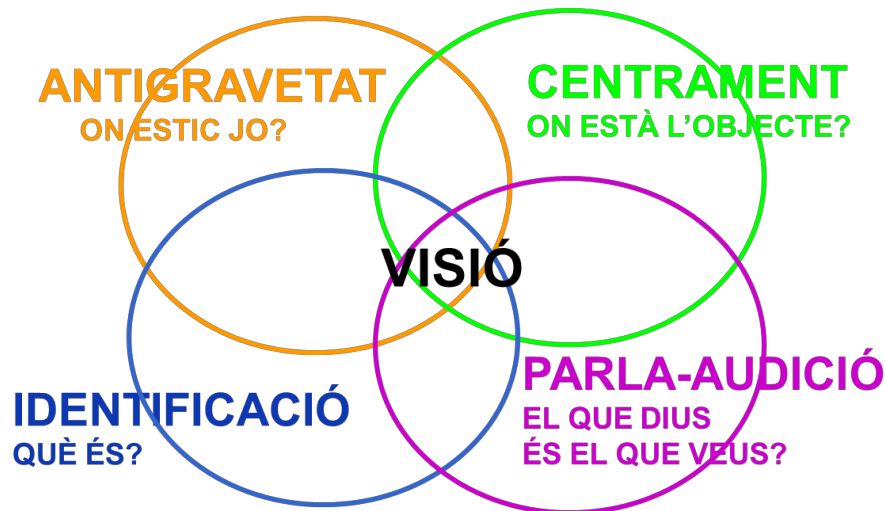 ANTIGRAVETAT
ON ESTIC JO?
CENTRAMENT
ON ESTÀ L'OBJECTE?
VISIÓ
IDENTIFICACIÓ
QUÈ ÉS?
PARLA-AUDICIÓ
EL QUE DIUS
ÉS EL QUE VEUS?